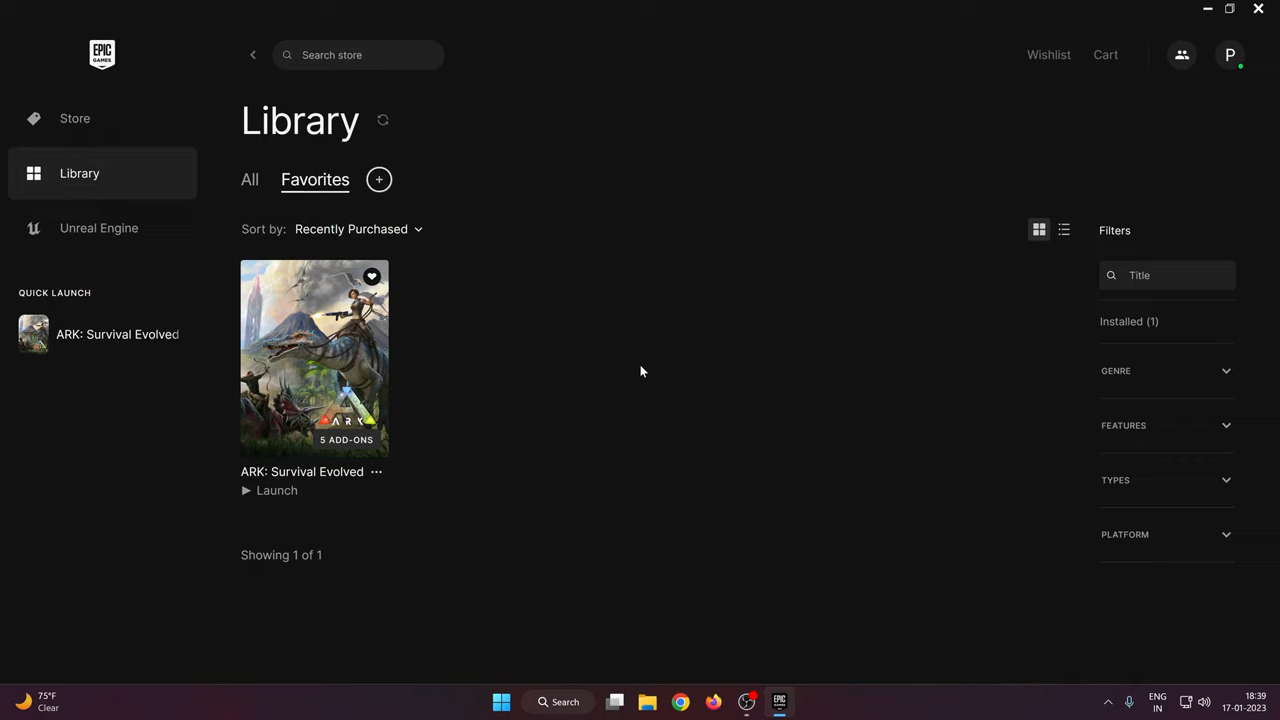 EPIC
GAMES
Search store
Wishlist
Cart
P
Store
Library
Unreal Engine
QUICK LAUNCH
ARK: Survival Evolved
Library
All
Favorites
+
Sort by: Recently Purchased
ARK
5 ADD-ONS
ARK: Survival Evolved ...
Launch
Showing 1 of 1
Filters
Title
Installed (1)
GENRE
FEATURES
TYPES
PLATFORM
75°F
Clear
Search
EPIC
GAMES
ENG
IN
18:39
17-01-2023